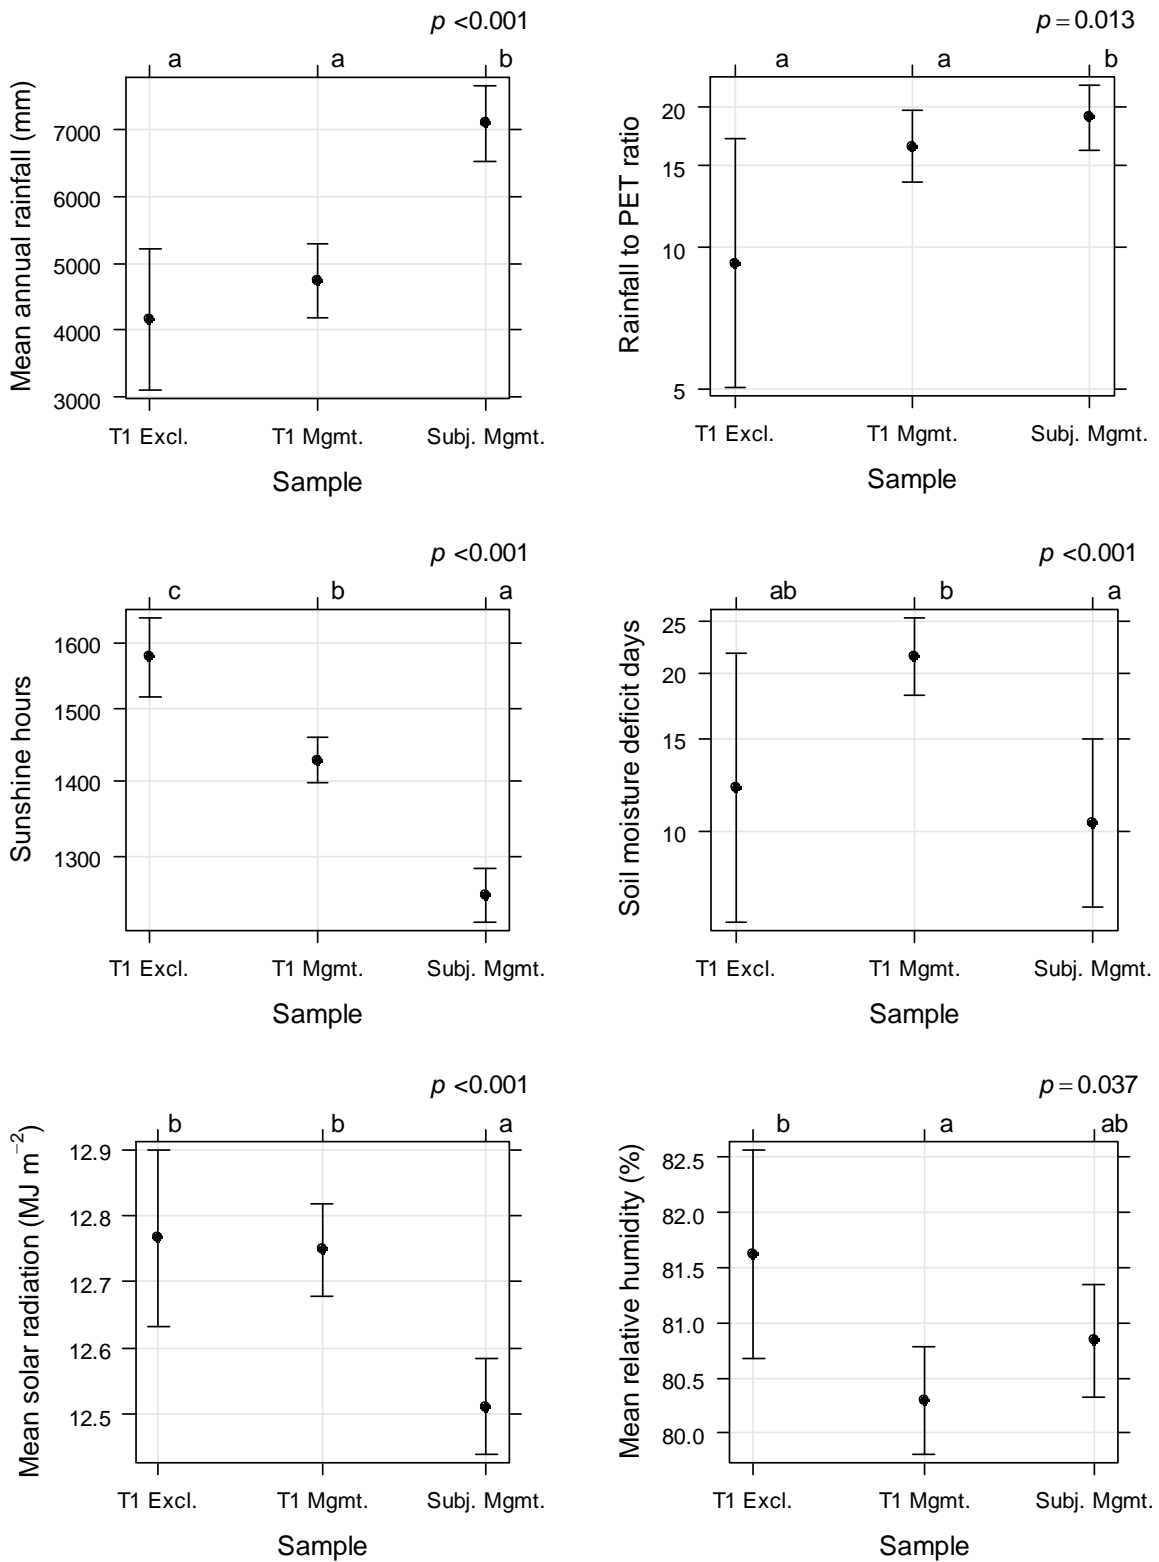 p <0.001
a a b
Mean annual rainfall (mm)
7000
6000
5000
4000
3000
T1 Excl. T1 Mgmt. Subj. Mgmt.
Sample
p = 0.013
a a b
Rainfall to PET ratio
20
15
10
5
T1 Excl. T1 Mgmt. Subj. Mgmt.
Sample
p <0.001
c b a
Sunshine hours
1600
1500
1400
1300
T1 Excl. T1 Mgmt. Subj. Mgmt.
Sample
p <0.001
ab b a
Soil moisture deficit days
25
20
15
10
T1 Excl. T1 Mgmt. Subj. Mgmt.
Sample
p <0.001
b b a
Mean solar radiation (MJ m⁻²)
12.9
12.8
12.7
12.6
12.5
T1 Excl. T1 Mgmt. Subj. Mgmt.
Sample
p = 0.037
b a ab
Mean relative humidity (%)
82.5
82.0
81.5
81.0
80.5
80.0
T1 Excl. T1 Mgmt. Subj. Mgmt.
Sample